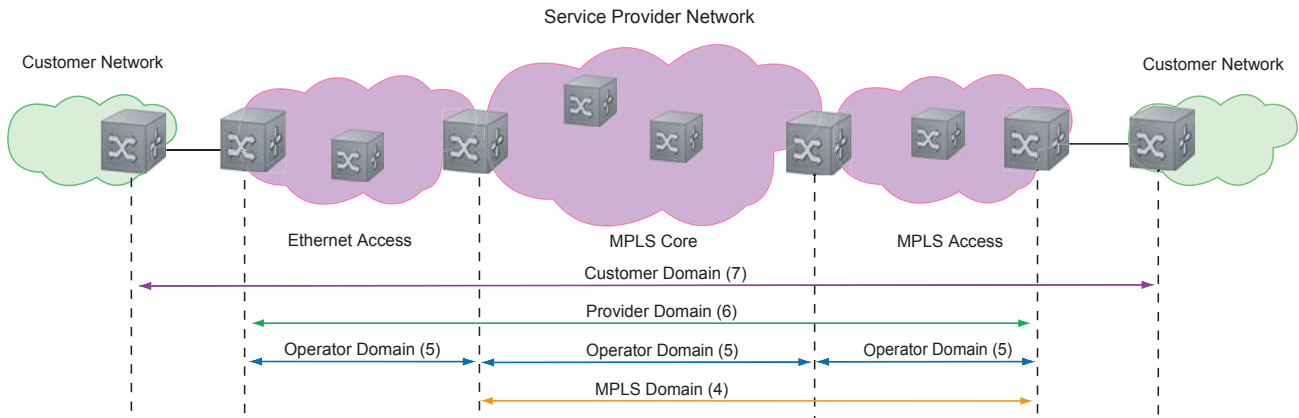 Service Provider Network
Customer Network
Customer Network
Ethernet Access
MPLS Core
MPLS Access
Customer Domain (7)
Provider Domain (6)
Operator Domain (5)
Operator Domain (5)
Operator Domain (5)
MPLS Domain (4)